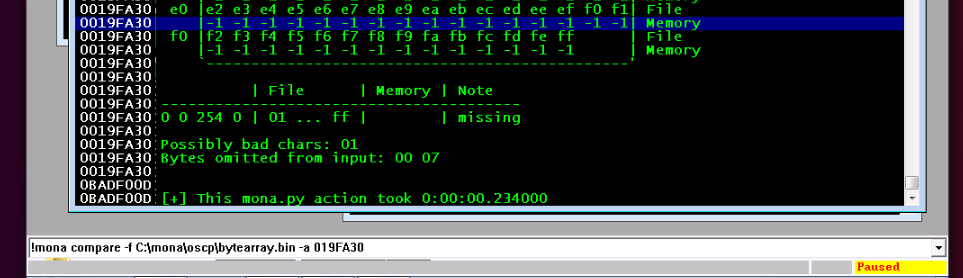 0019FA30 e0 |e2 e3 e4 e5 e6 e7 e8 e9 ea eb ec ed ee ef f0 f1| File
0019FA30 |-1 -1 -1 -1 -1 -1 -1 -1 -1 -1 -1 -1 -1 -1 -1 -1| Memory
0019FA30 f0 |f2 f3 f4 f5 f6 f7 f8 f9 fa fb fc fd fe ff | File
0019FA30 |-1 -1 -1 -1 -1 -1 -1 -1 -1 -1 -1 -1 -1 -1 | Memory
0019FA30 `-------------------------------------------------'
0019FA30
0019FA30 | File | Memory | Note
0019FA30 -----------------------------------------
0019FA30 0 0 254 0 | 01 ... ff | | missing
0019FA30
0019FA30 Possibly bad chars: 01
0019FA30 Bytes omitted from input: 00 07
0019FA30
0BADF00D
0BADF00D [+] This mona.py action took 0:00:00.234000
!mona compare -f C:\mona\oscp\bytearray.bin -a 019FA30
Paused